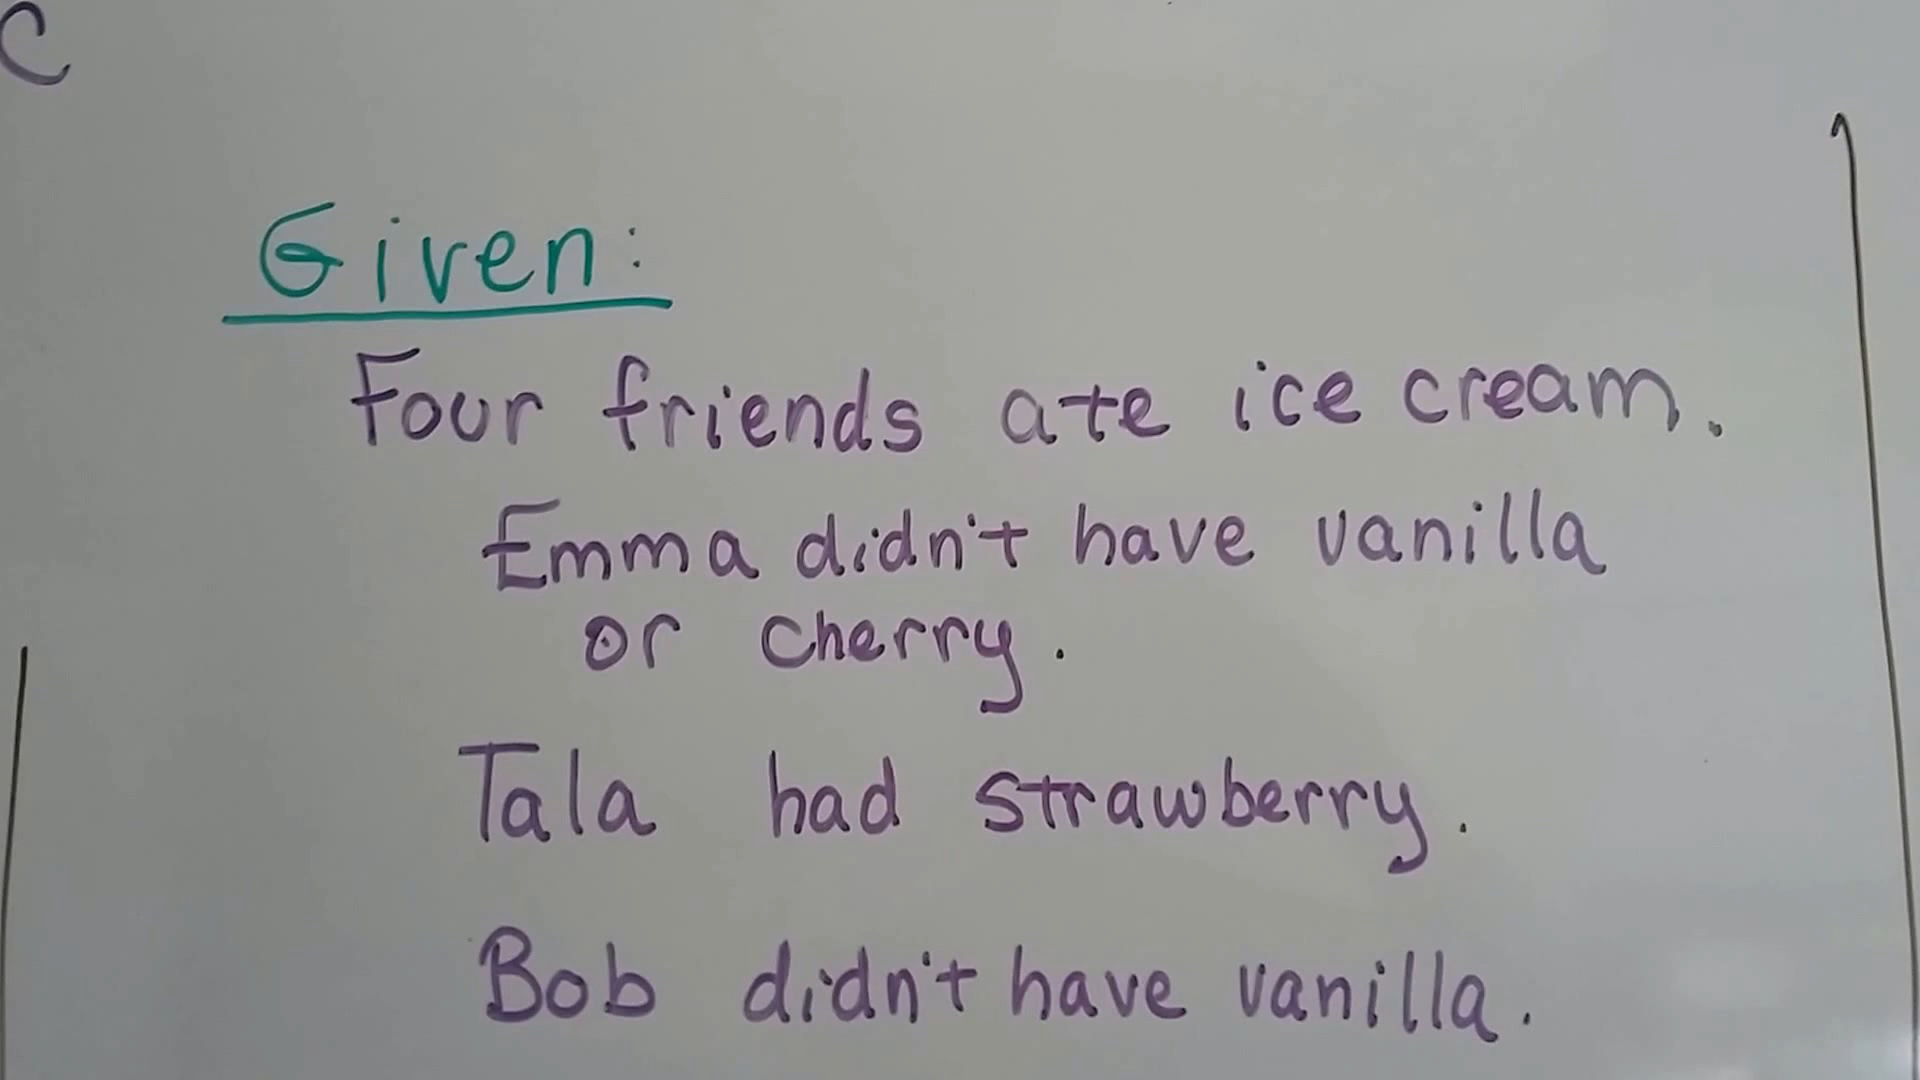 C
Given:
Four friends ate ice cream.
Emma didn't have vanilla
or cherry.
Tala had strawberry.
Bob didn't have vanilla.